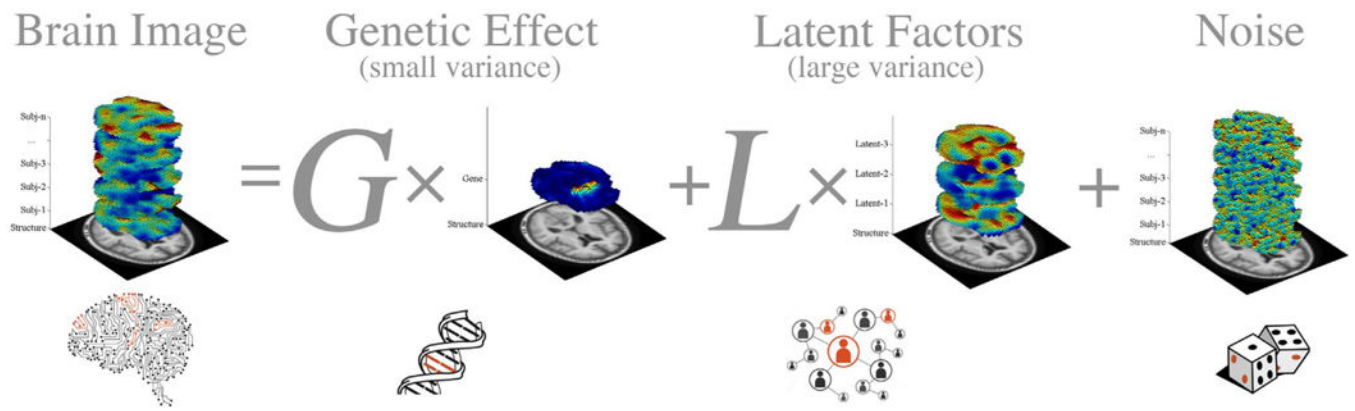 Brain Image
Genetic Effect
(small variance)
Latent Factors
(large variance)
Noise
Subj-n
...
Subj-3
Subj-2
Subj-1
Structure
=
G ×
Gene
Structure
+
L ×
Latent-3
Latent-2
Latent-1
Structure
+
Subj-n
...
Subj-3
Subj-2
Subj-1
Structure